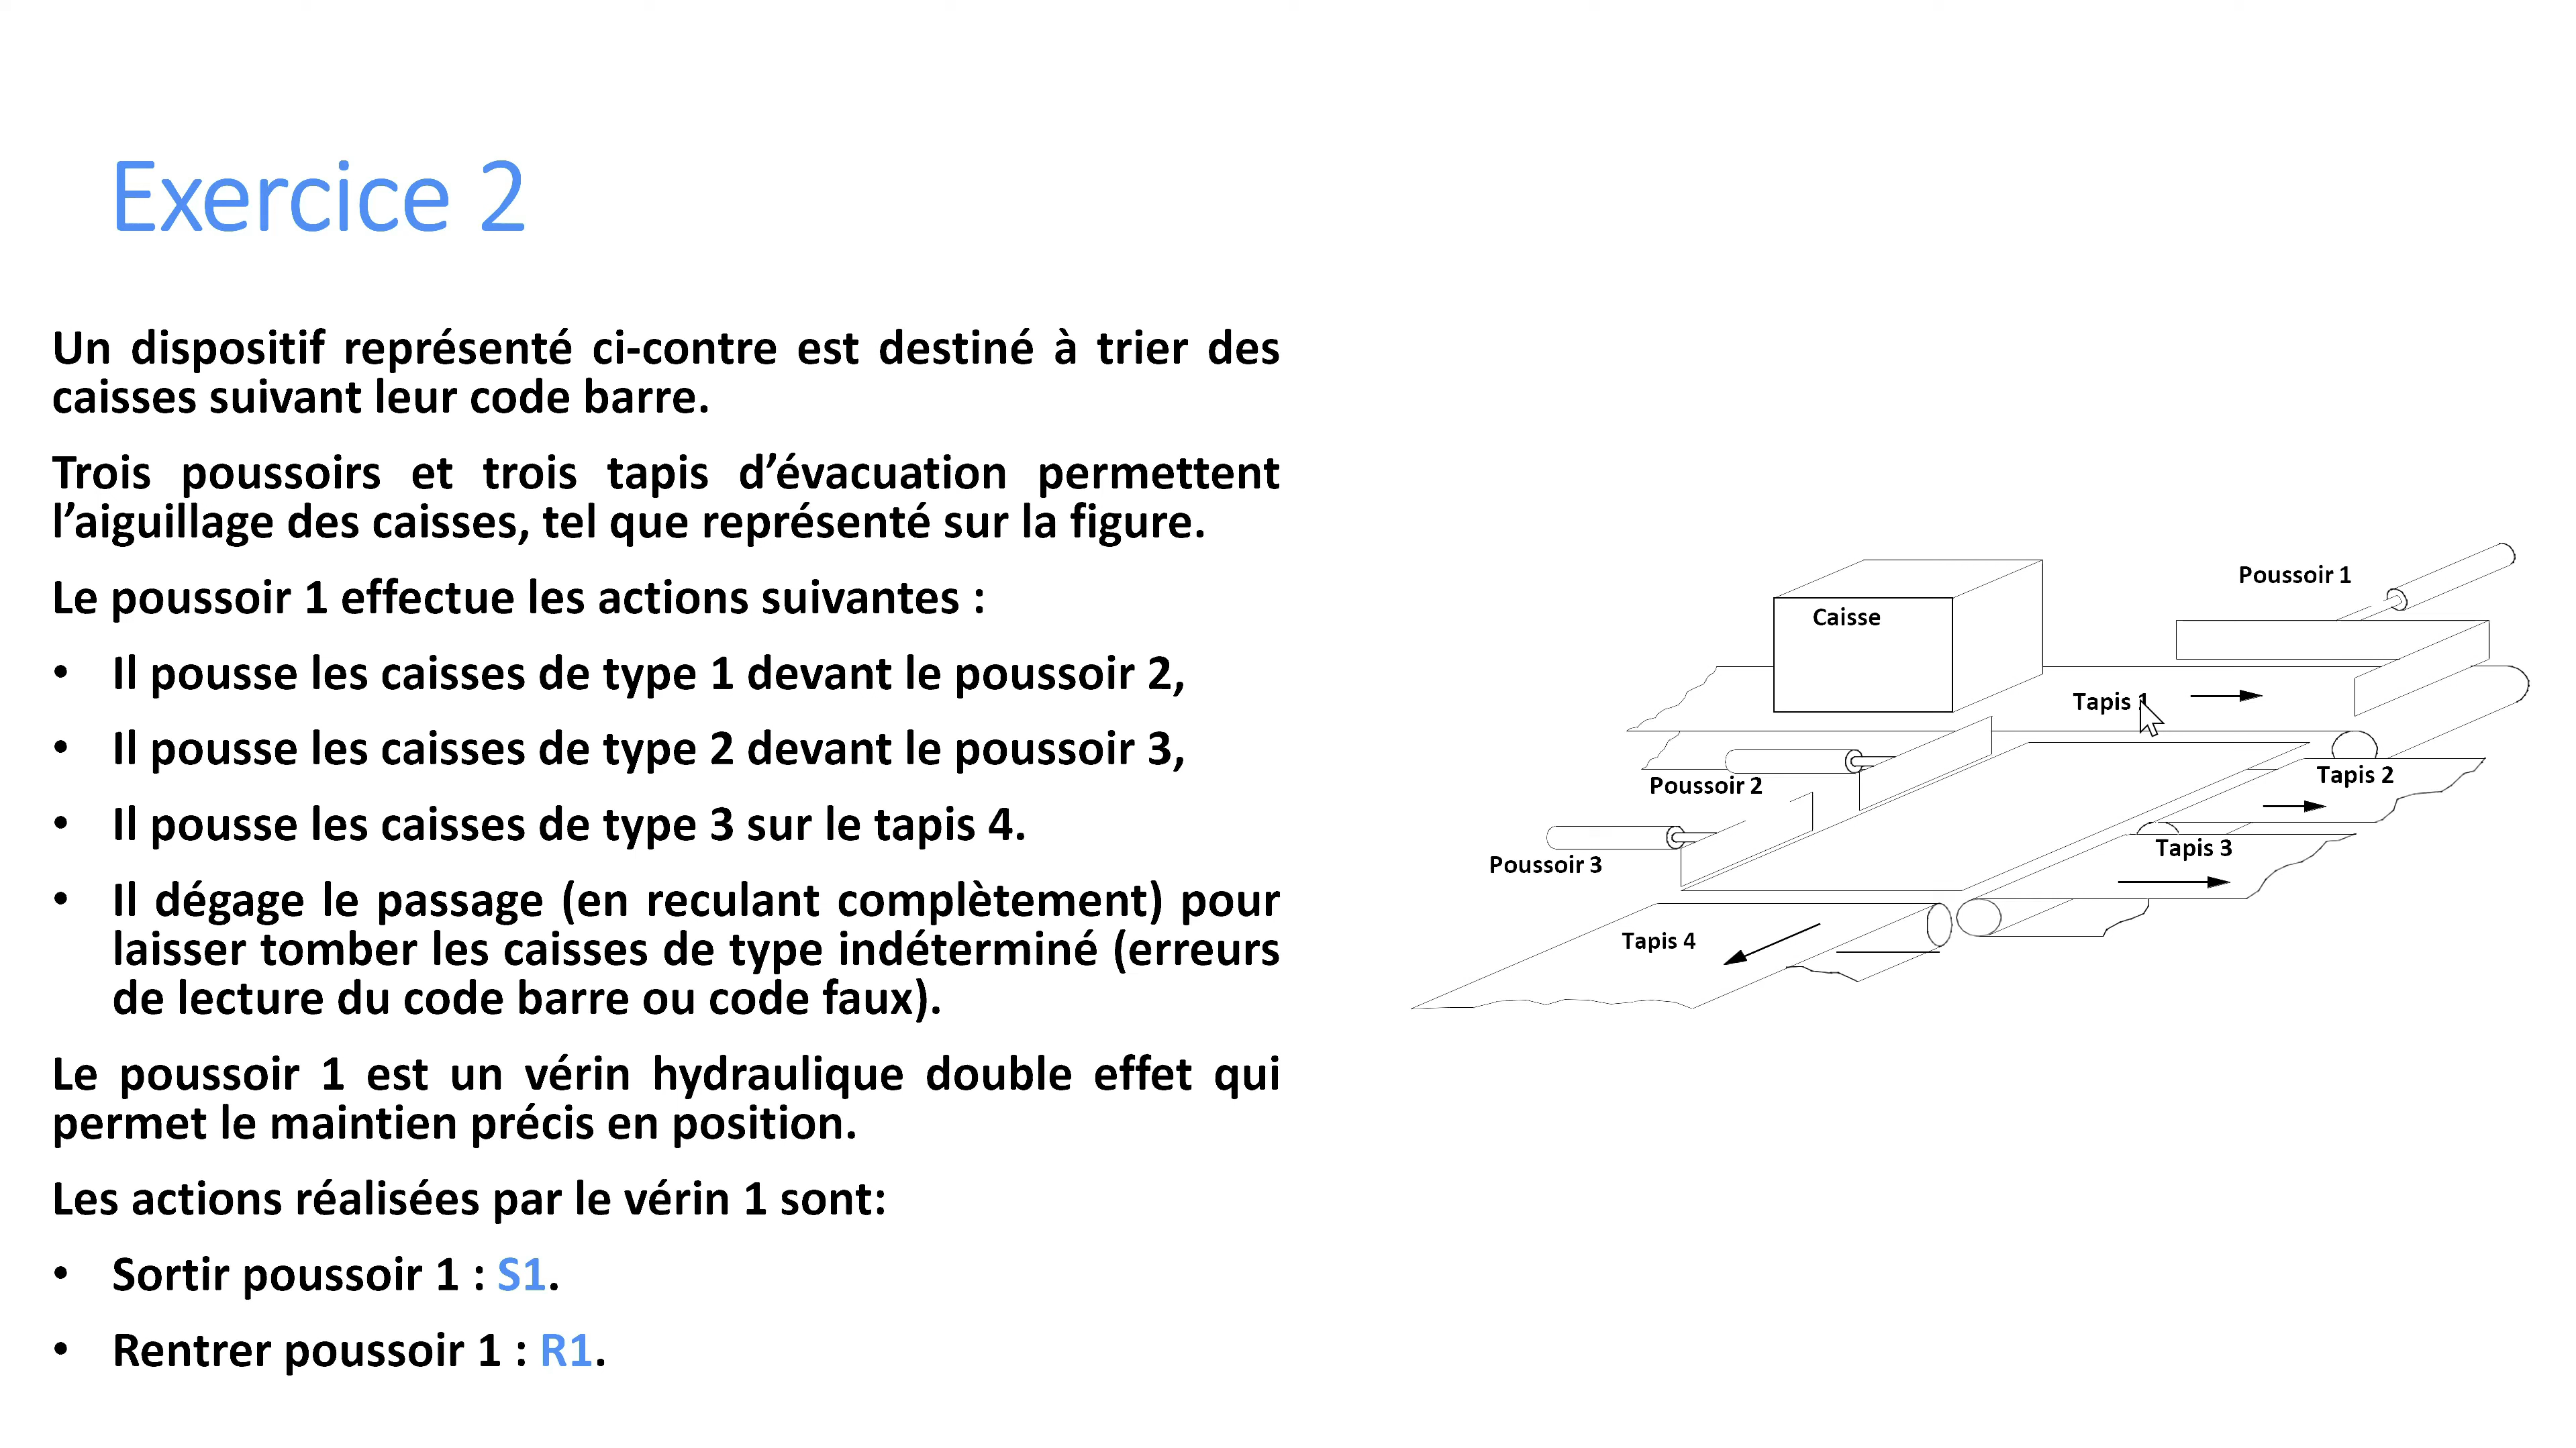 Exercice 2
Un dispositif représenté ci-contre est destiné à trier des
caisses suivant leur code barre.
Trois poussoirs et trois tapis d’évacuation permettent
l’aiguillage des caisses, tel que représenté sur la figure.
Le poussoir 1 effectue les actions suivantes :
• Il pousse les caisses de type 1 devant le poussoir 2,
• Il pousse les caisses de type 2 devant le poussoir 3,
• Il pousse les caisses de type 3 sur le tapis 4.
• Il dégage le passage (en reculant complètement) pour
laisser tomber les caisses de type indéterminé (erreurs
de lecture du code barre ou code faux).
Le poussoir 1 est un vérin hydraulique double effet qui
permet le maintien précis en position.
Les actions réalisées par le vérin 1 sont:
• Sortir poussoir 1 : S1.
• Rentrer poussoir 1 : R1.
Poussoir 1
Caisse
Tapis 1
Poussoir 2
Tapis 2
Poussoir 3
Tapis 3
Tapis 4